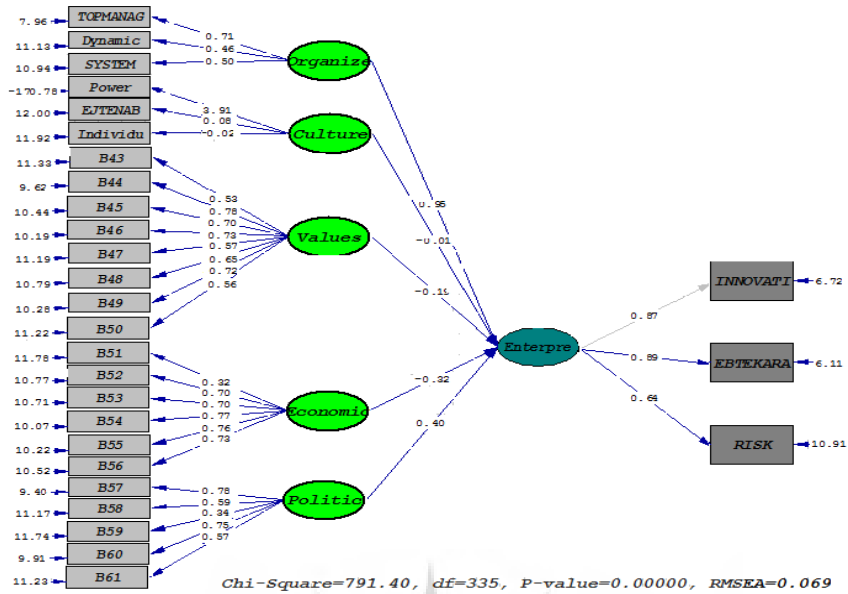 7.96 TOPMANAG
11.13 Dynamic
10.94 SYSTEM
-170.78 Power
12.00 EJTENAB
11.92 Individu
11.33 B43
9.62 B44
10.44 B45
10.19 B46
11.19 B47
10.79 B48
10.28 B49
11.22 B50
11.78 B51
10.77 B52
10.71 B53
10.07 B54
10.22 B55
10.52 B56
9.40 B57
11.17 B58
11.74 B59
9.91 B60
11.23 B61
0.71
0.46
0.50
Organize
3.91
0.08
-0.02
Culture
0.53
0.78
0.70
0.73
0.57
0.65
0.72
0.56
Values
0.32
0.70
0.70
0.77
0.76
0.73
Economic
0.78
0.59
0.34
0.75
0.57
Politic
0.95
-0.01
-0.32
0.40
Enterpre
0.87
0.89
0.64
INNOVATI 6.72
EBTEKARA 6.11
RISK 10.91
Chi-Square=791.40, df=335, P-value=0.00000, RMSEA=0.069